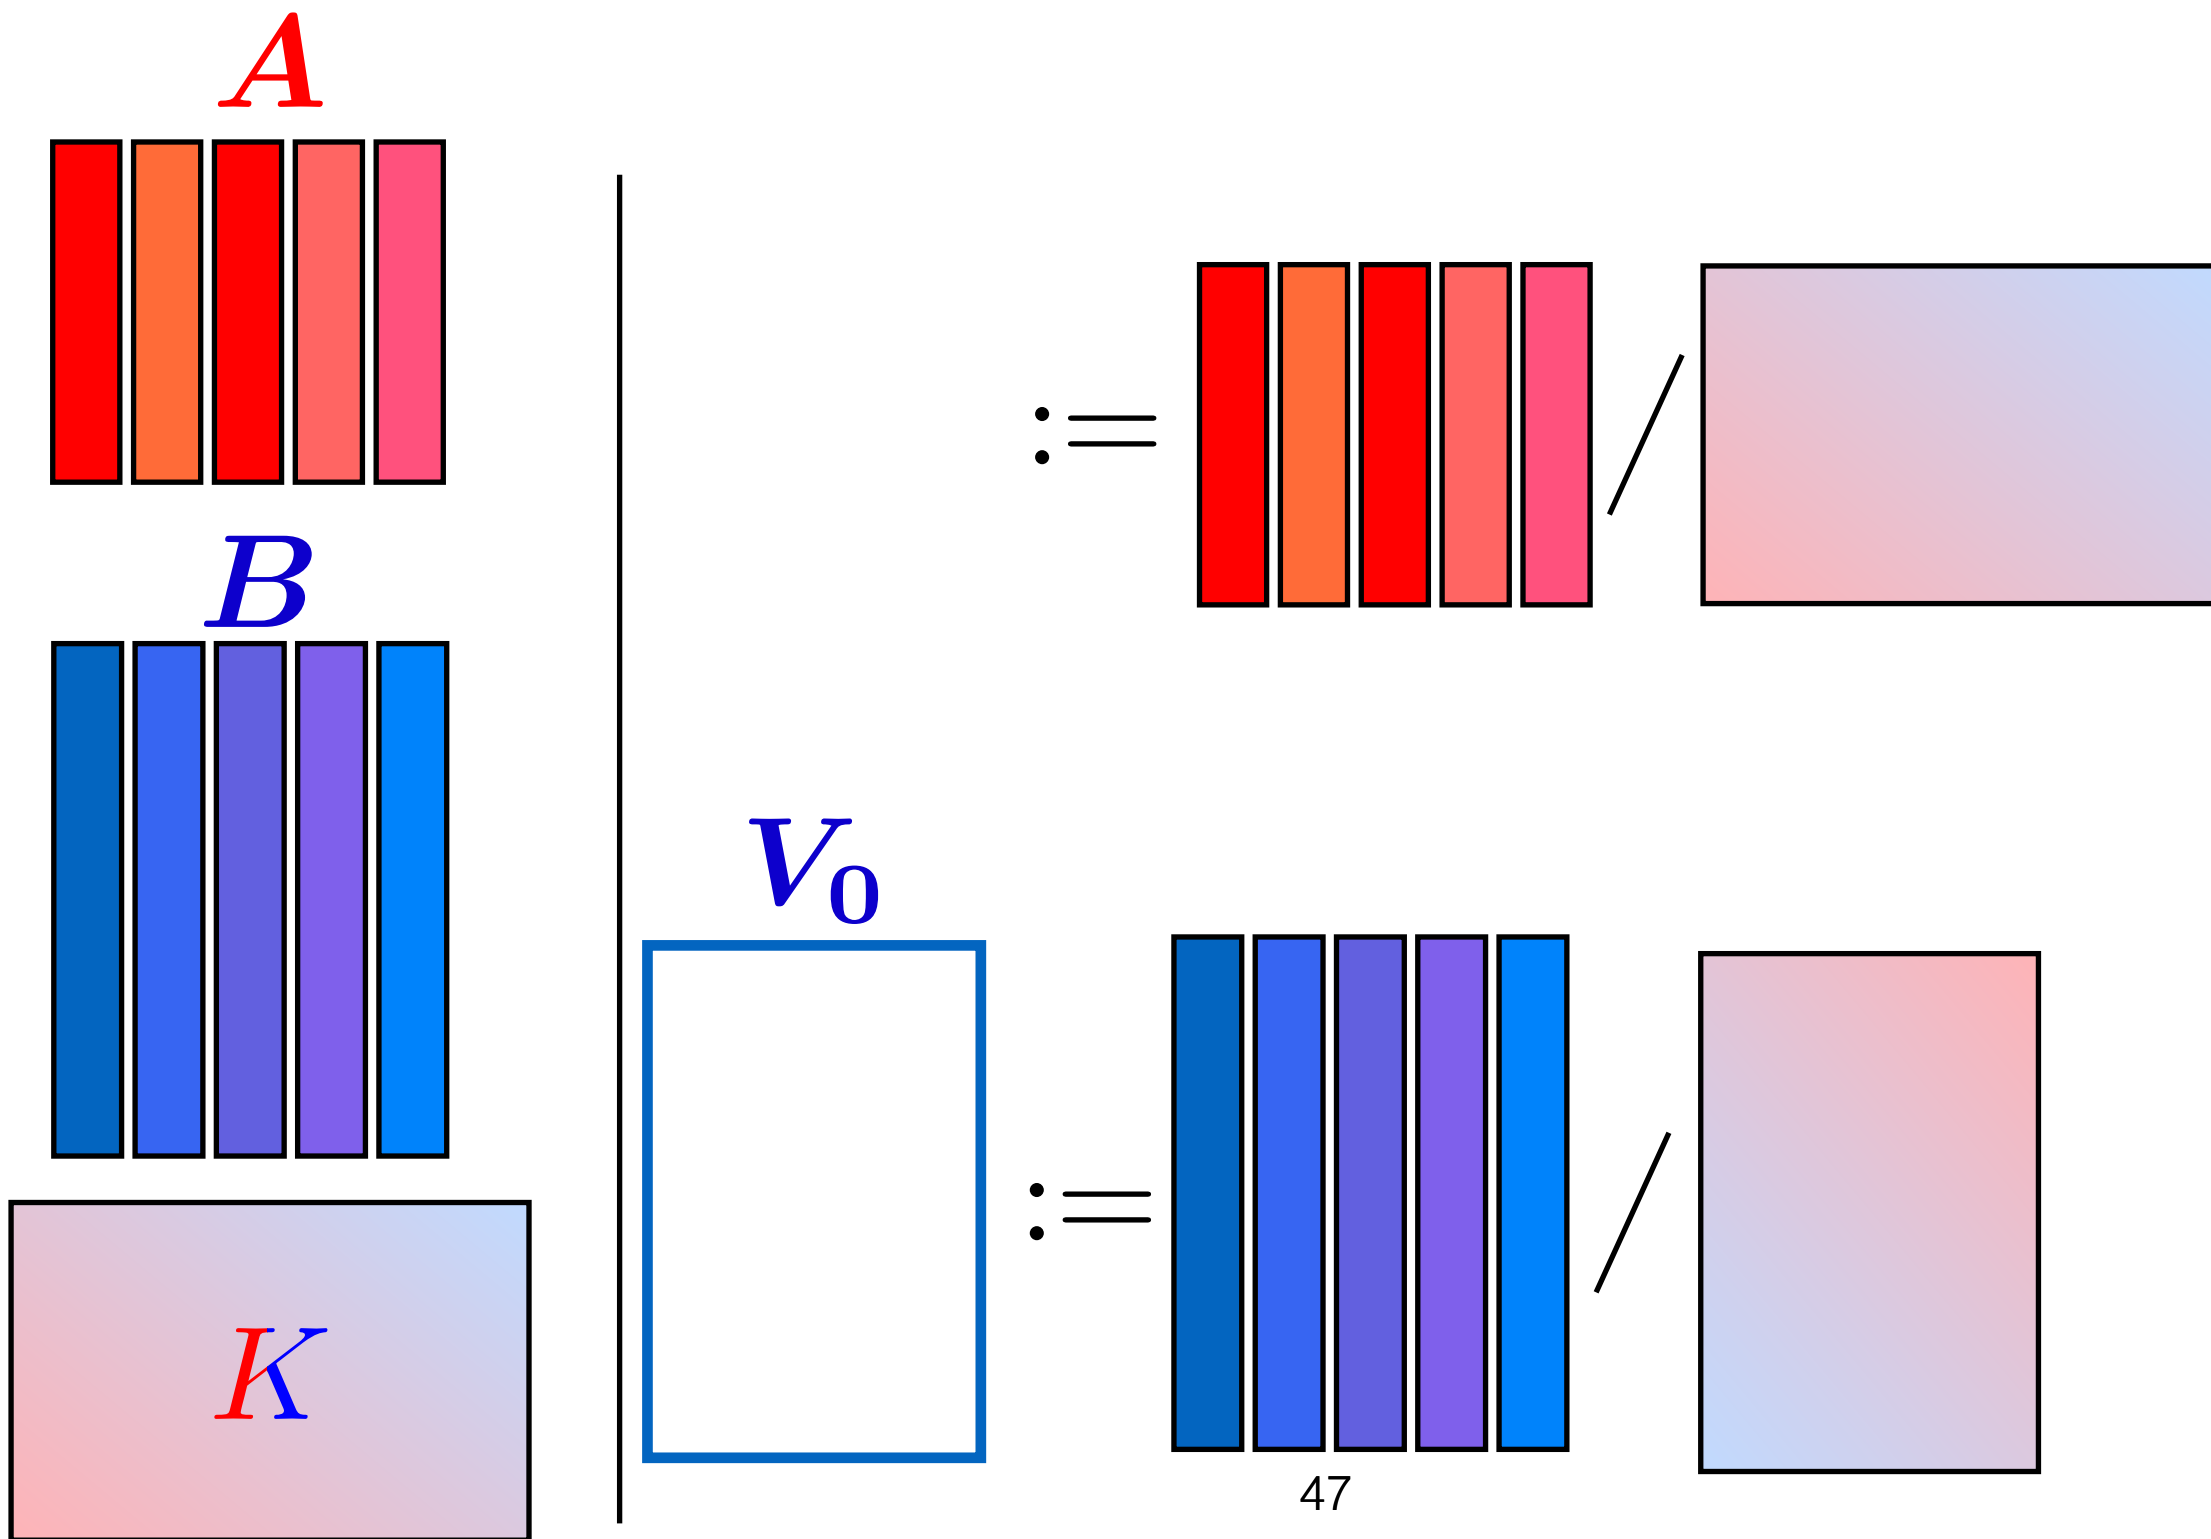 A
:= /
B
V₀
:= /
K
47